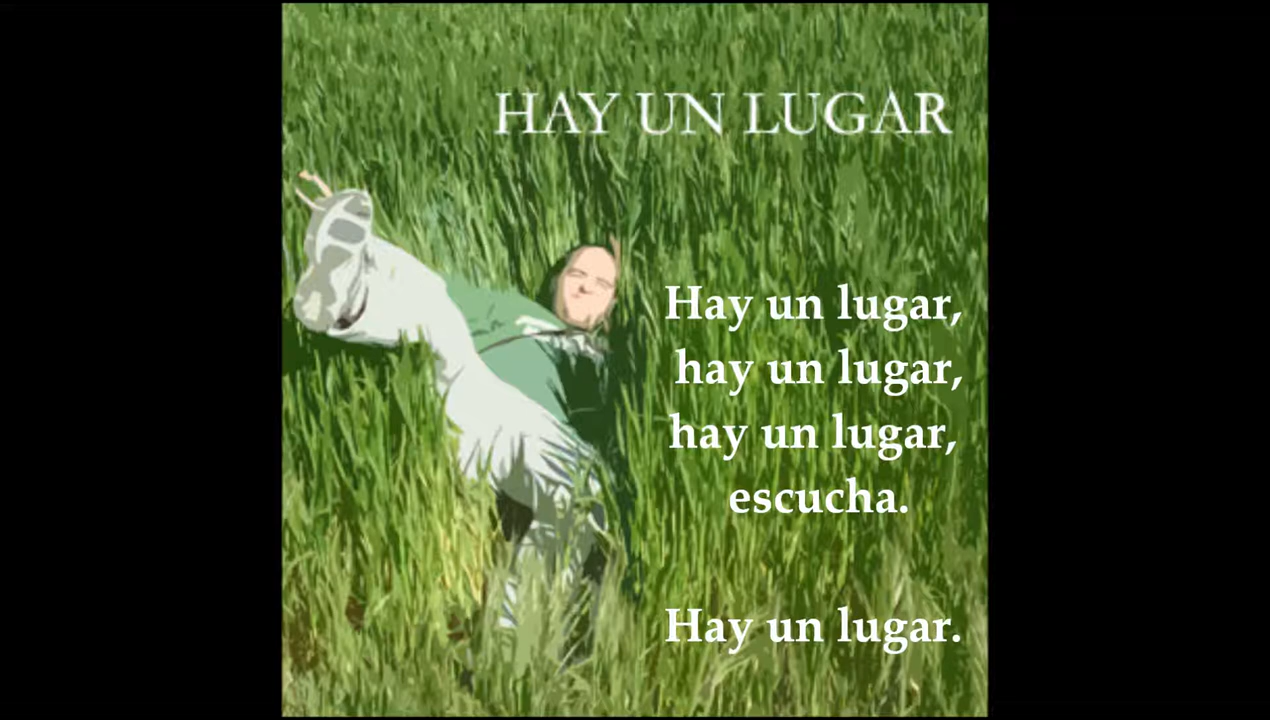 HAY UN LUGAR
Hay un lugar,
hay un lugar,
hay un lugar,
escucha.
Hay un lugar.